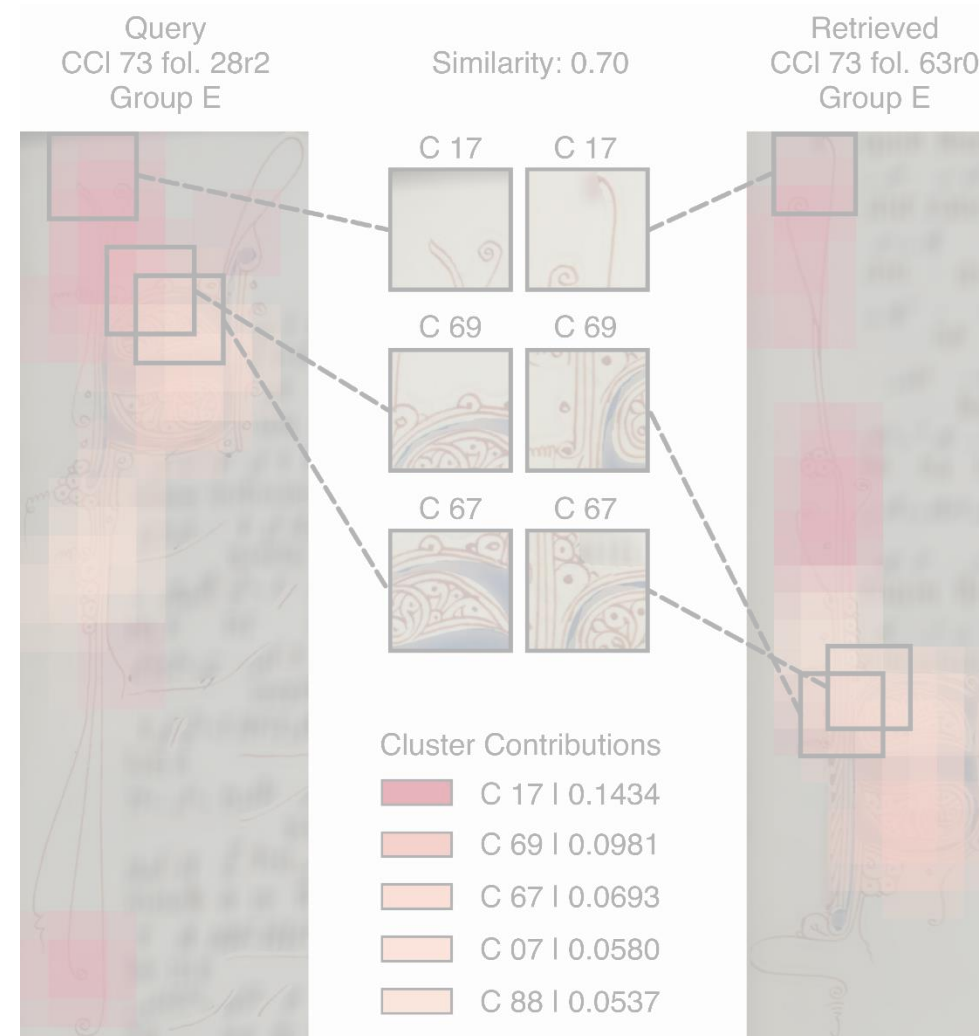 Query
CCl 73 fol. 28r2
Group E
Similarity: 0.70
Retrieved
CCl 73 fol. 63r0
Group E
C 17
C 17
C 69
C 69
C 67
C 67
Cluster Contributions
C 17 | 0.1434
C 69 | 0.0981
C 67 | 0.0693
C 07 | 0.0580
C 88 | 0.0537